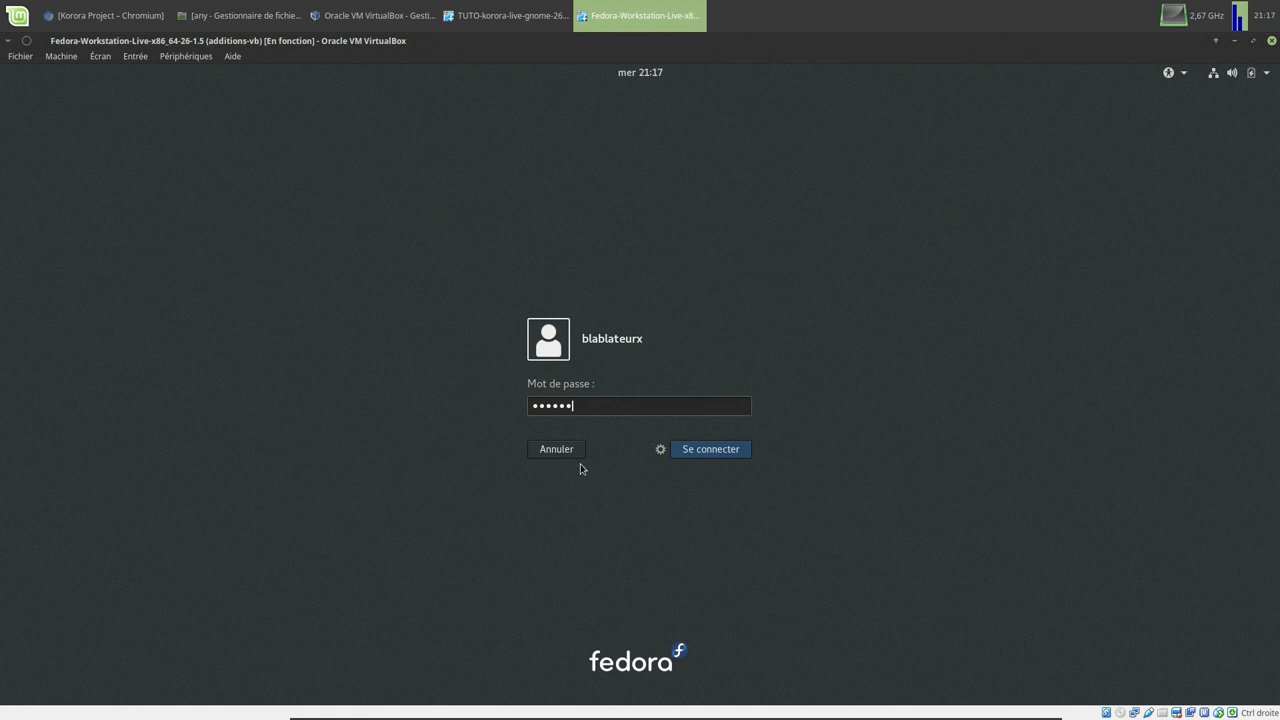 [Korora Project – Chromium]
[any - Gestionnaire de fichie...
Oracle VM VirtualBox - Gesti...
TUTO-korora-live-gnome-26...
Fedora-Workstation-Live-x8...
2,67 GHz
21:17
Fedora-Workstation-Live-x86_64-26-1.5 (additions-vb) [En fonction] - Oracle VM VirtualBox
Fichier Machine Écran Entrée Périphériques Aide
mer 21:17
blablateurx
Mot de passe :
Annuler
Se connecter
fedora
Ctrl droite